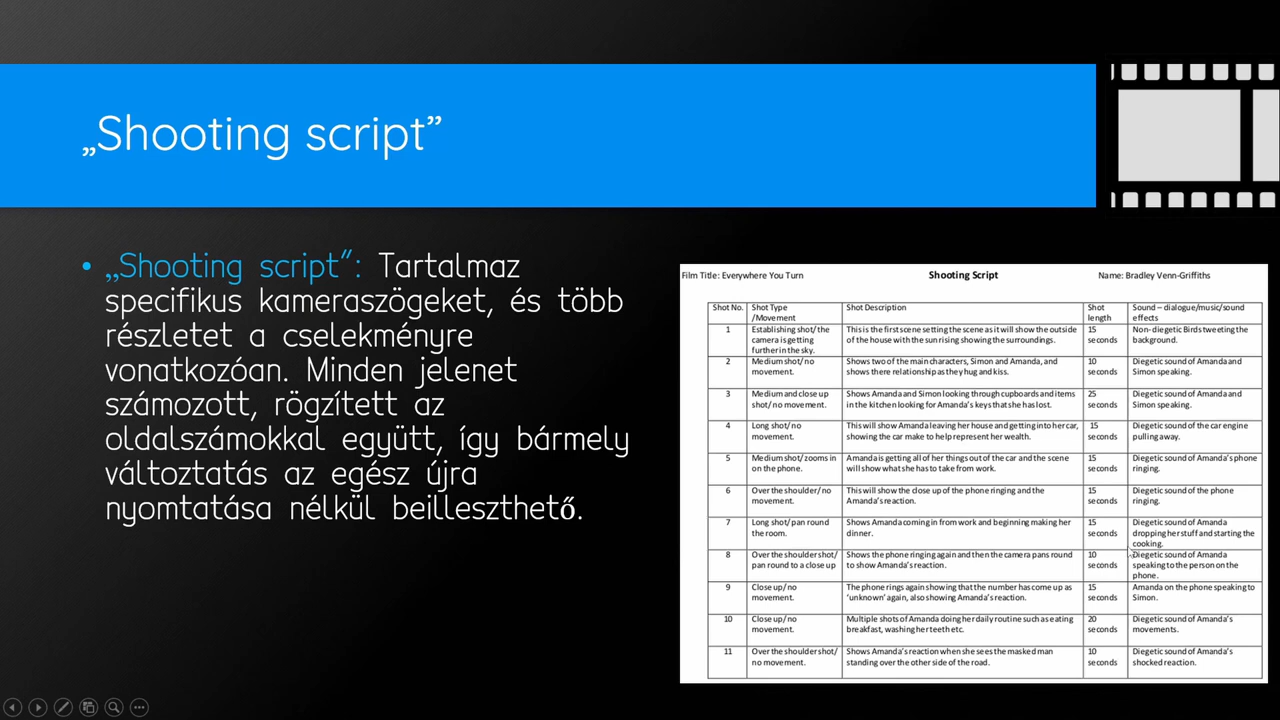 „Shooting script”
• „Shooting script”: Tartalmaz
specifikus kameraszögeket, és több
részletet a cselekményre
vonatkozóan. Minden jelenet
számozott, rögzített az
oldalszámokkal együtt, így bármely
változtatás az egész újra
nyomtatása nélkül beilleszthető.
Film Title: Everywhere You Turn Shooting Script Name: Bradley Venn-Griffiths
Shot No. Shot Type Shot Description Shot Sound – dialogue/music/sound
/Movement length effects
1 Establishing shot/the This is the first scene setting the scene as it will show the outside 15 Non- diegetic Birds tweeting the
camera is getting of the house with the sun rising showing the surroundings. seconds background.
further in the sky.
2 Medium shot/ no Shows two of the main characters, Simon and Amanda, and 10 Diegetic sound of Amanda and
movement. shows there relationship as they hug and kiss. seconds Simon speaking.
3 Medium and close up Shows Amanda and Simon looking through cupboards and items 25 Diegetic sound of Amanda and
shot/ no movement. in the kitchen looking for Amanda's keys that she has lost. seconds Simon speaking.
4 Long shot/ no This will show Amanda leaving her house and getting into her car, 15 Diegetic sound of the car engine
movement. showing the car make to help represent her wealth. seconds pulling away.
5 Medium shot/ zooms in Amanda is getting all of her things out of the car and the scene 15 Diegetic sound of Amanda's phone
on the phone. will show what she has to take from work. seconds ringing.
6 Over the shoulder/ no This will show the close up of the phone ringing and the 15 Diegetic sound of the phone
movement. Amanda's reaction. seconds ringing.
7 Long shot/ pan round Shows Amanda coming in from work and beginning making her 15 Diegetic sound of Amanda
the room. dinner. seconds dropping her stuff and starting the
cooking.
8 Over the shoulder shot/ Shows the phone ringing again and then the camera pans round 10 Diegetic sound of Amanda
pan round to a close up to show Amanda's reaction. seconds speaking to the person on the
phone.
9 Close up/ no The phone rings again showing that the number has come up as 15 Amanda on the phone speaking to
movement. 'unknown' again, also showing Amanda's reaction. seconds Simon.
10 Close up/ no Multiple shots of Amanda doing her daily routine such as eating 20 Diegetic sound of Amanda's
movement. breakfast, washing her teeth etc. seconds movements.
11 Over the shoulder shot/ Shows Amanda's reaction when she sees the masked man 10 Diegetic sound of Amanda's
no movement. standing over the other side of the road. seconds shocked reaction.